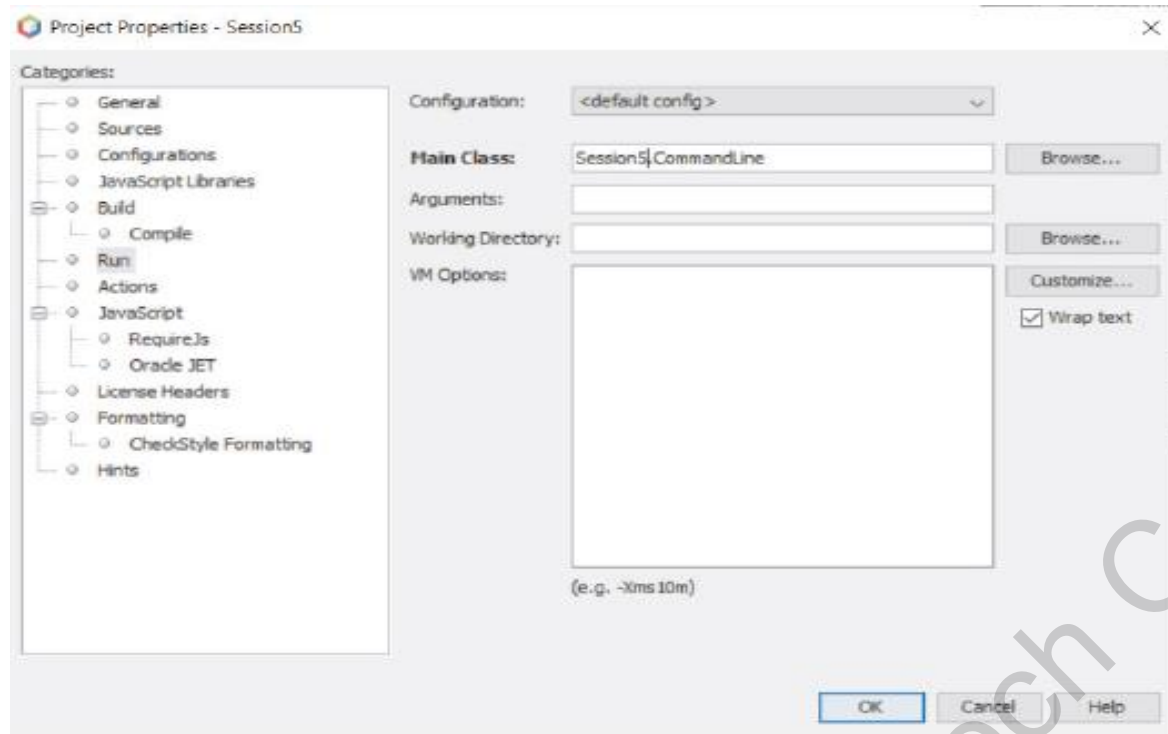 Project Properties - Session5
Categories:
General
Sources
Configurations
JavaScript Libraries
Build
Compile
Run
Actions
JavaScript
RequireJs
Oracle JET
License Headers
Formatting
CheckStyle Formatting
Hints
Configuration: <default config>
Main Class: Session5.CommandLine Browse...
Arguments:
Working Directory: Browse...
VM Options: Customize...
Wrap text
(e.g. -Xms10m)
OK Cancel Help
ech C